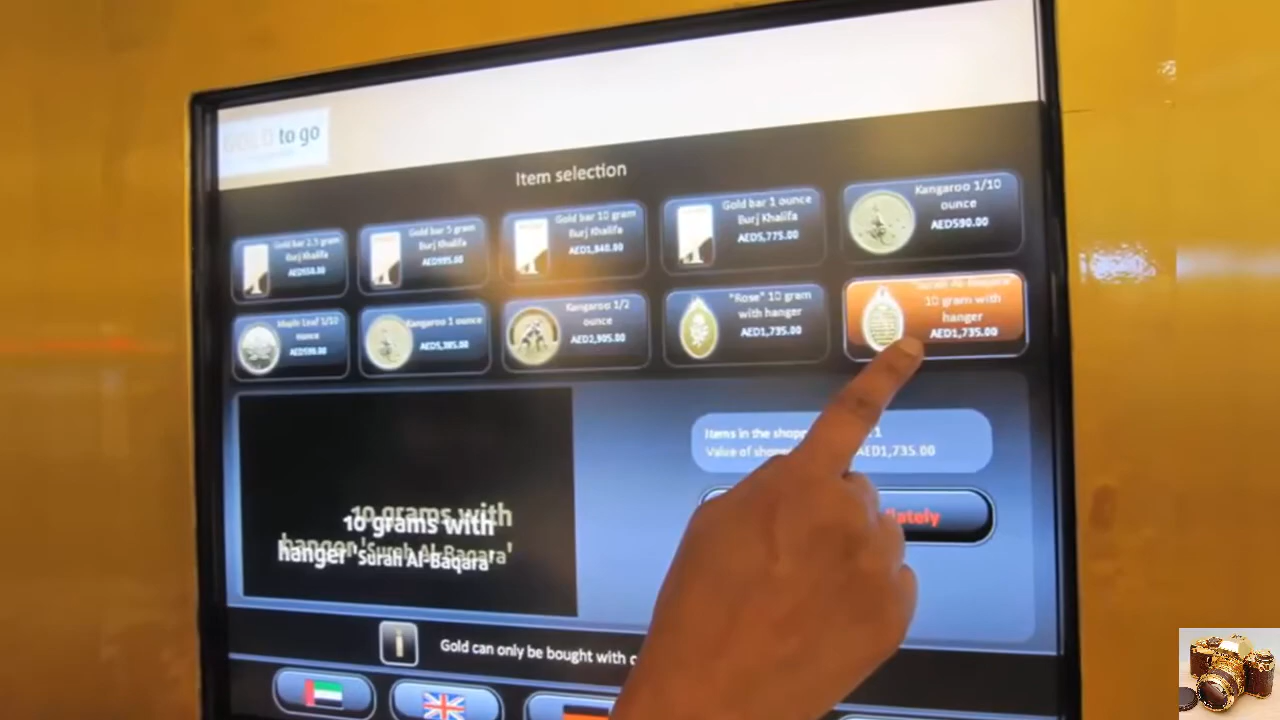 GOLD to go
Item selection
Gold bar 2.5 gram
Burj Khalifa
Gold bar 5 gram
Burj Khalifa
Gold bar 10 gram
Burj Khalifa
AED1,840.00
Gold bar 1 ounce
Burj Khalifa
AED5,775.00
Kangaroo 1/10
ounce
AED590.00
Maple Leaf 1/10
ounce
Kangaroo 1 ounce
AED5,385.00
Kangaroo 1/2
ounce
AED2,905.00
"Rose" 10 gram
with hanger
AED1,735.00
10 gram with
hanger
AED1,735.00
Items in the shopp 1
Value of shopp AED1,735.00
10 grams with
hanger 'Surah Al-Baqara'
Gold can only be bought with c